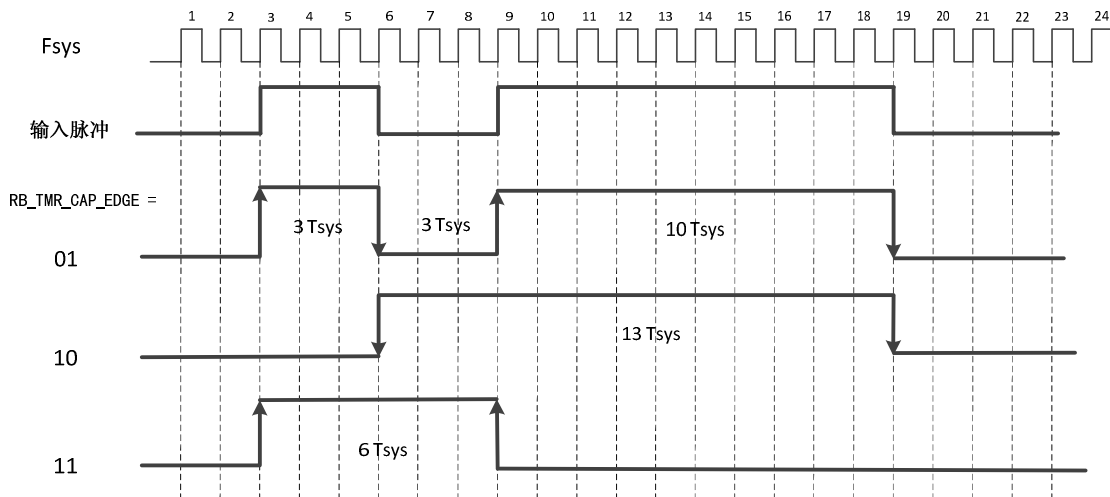 1 2 3 4 5 6 7 8 9 10 11 12 13 14 15 16 17 18 19 20 21 22 23 24
Fsys
输入脉冲
RB_TMR_CAP_EDGE =
3 Tsys 3 Tsys 10 Tsys
01
13 Tsys
10
6 Tsys
11